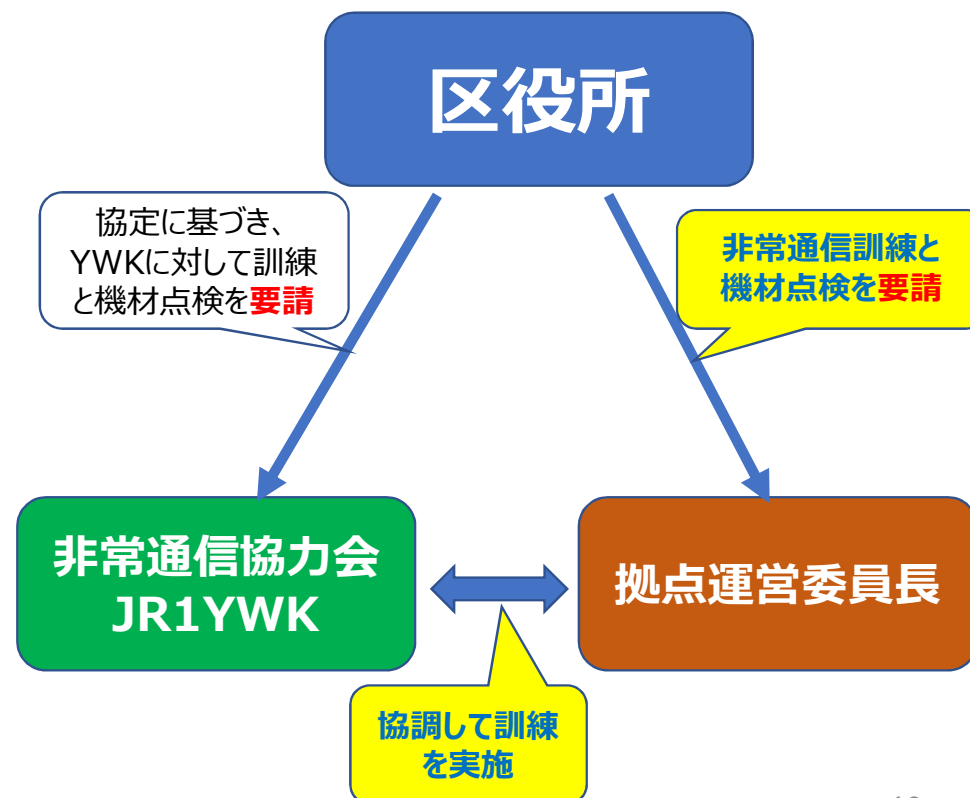 区役所
協定に基づき、
YWKに対して訓練
と機材点検を要請
非常通信訓練と
機材点検を要請
非常通信協力会
JR1YWK
拠点運営委員長
協調して訓練
を実施